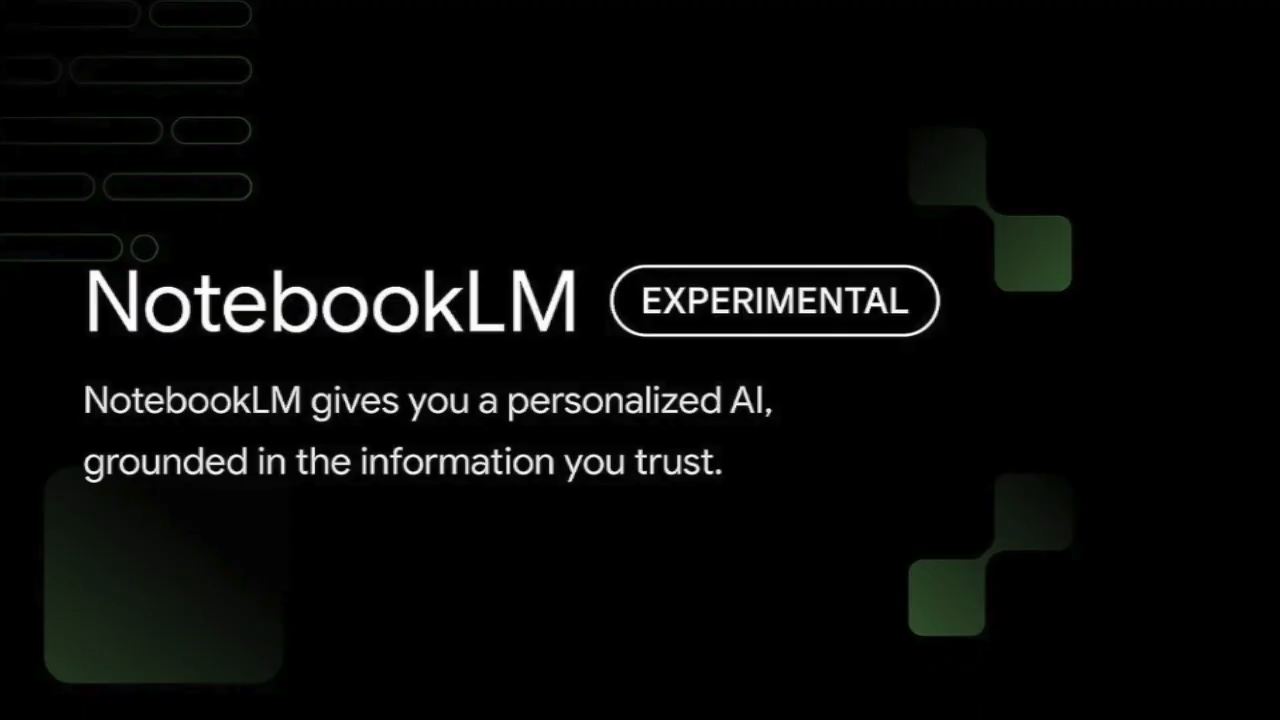 NotebookLM EXPERIMENTAL
NotebookLM gives you a personalized AI,
grounded in the information you trust.